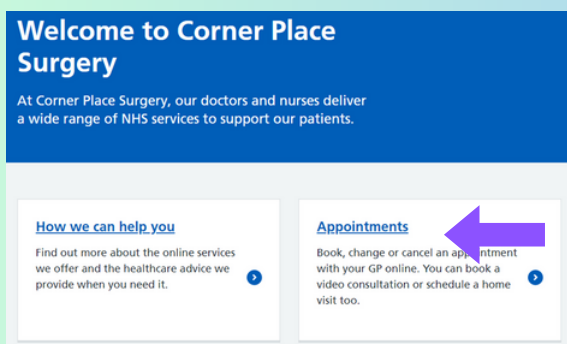 Welcome to Corner Place
Surgery
At Corner Place Surgery, our doctors and nurses deliver
a wide range of NHS services to support our patients.
How we can help you
Find out more about the online services
we offer and the healthcare advice we
provide when you need it.
Appointments
Book, change or cancel an appointment
with your GP online. You can book a
video consultation or schedule a home
visit too.